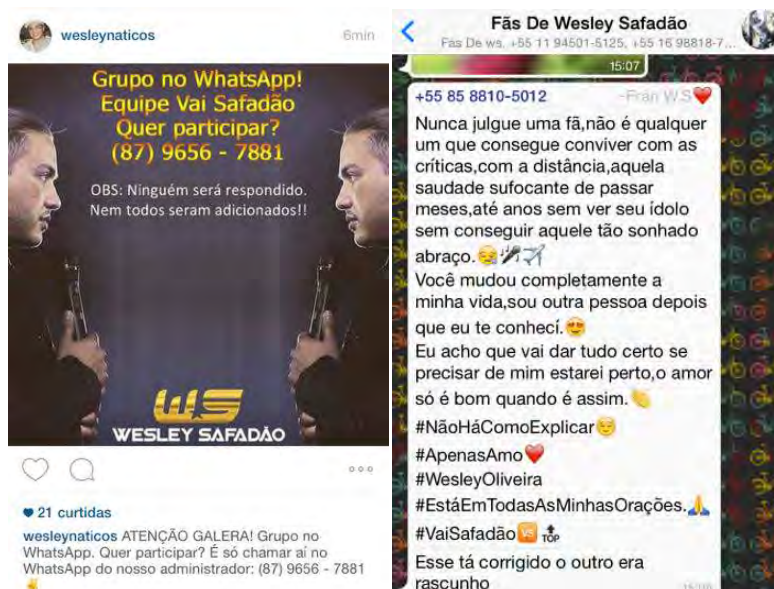 wesleynaticos
6min
Grupo no WhatsApp!
Equipe Vai Safadão
Quer participar?
(87) 9656 - 7881
OBS: Ninguém será respondido.
Nem todos seram adicionados!!
WS
WESLEY SAFADÃO
21 curtidas
wesleynaticos ATENÇÃO GALERA! Grupo no
WhatsApp. Quer participar? É só chamar aí no
WhatsApp do nosso administrador: (87) 9656 - 7881
✌
Fãs De Wesley Safadão
Fas De ws, +55 11 94501-5125, +55 16 98818-7...
15:07
+55 85 8810-5012 ~Fran W.S❤
Nunca julgue uma fã,não é qualquer
um que consegue conviver com as
críticas,com a distância,aquela
saudade sufocante de passar
meses,até anos sem ver seu ídolo
sem conseguir aquele tão sonhado
abraço.😪🎤✈
Você mudou completamente a
minha vida,sou outra pessoa depois
que eu te conhecí.😍
Eu acho que vai dar tudo certo se
precisar de mim estarei perto,o amor
só é bom quando é assim.👏
#NãoHáComoExplicar😏
#ApenasAmo❤
#WesleyOliveira
#EstáEmTodasAsMinhasOrações.🙏
#VaiSafadão🆚🔝
Esse tá corrigido o outro era
rascunho